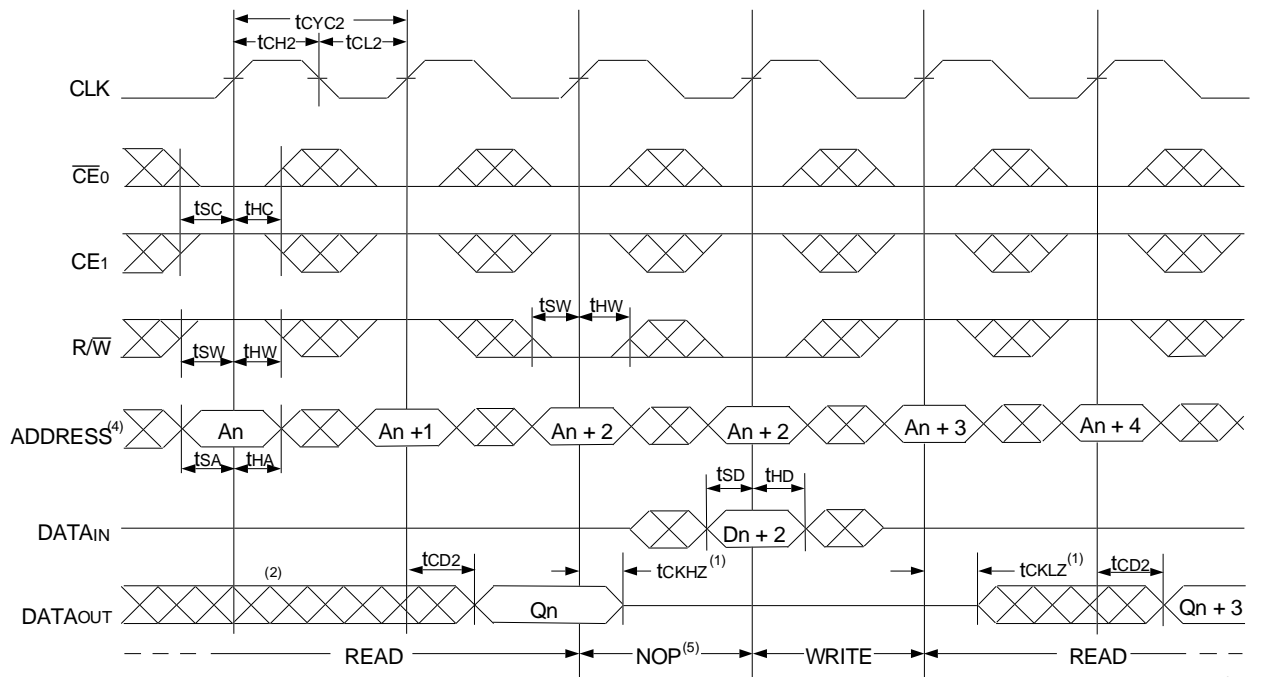 tCYC2
tCH2 tCL2
CLK
CE0
tSC tHC
CE1
tSW tHW
R/W
tSW tHW
ADDRESS(4) An An +1 An + 2 An + 2 An + 3 An + 4
tSA tHA
tSD tHD
DATAIN Dn + 2
tCD2 tCKHZ(1) tCKLZ(1) tCD2
(2)
DATAOUT Qn Qn + 3
READ NOP(5) WRITE READ